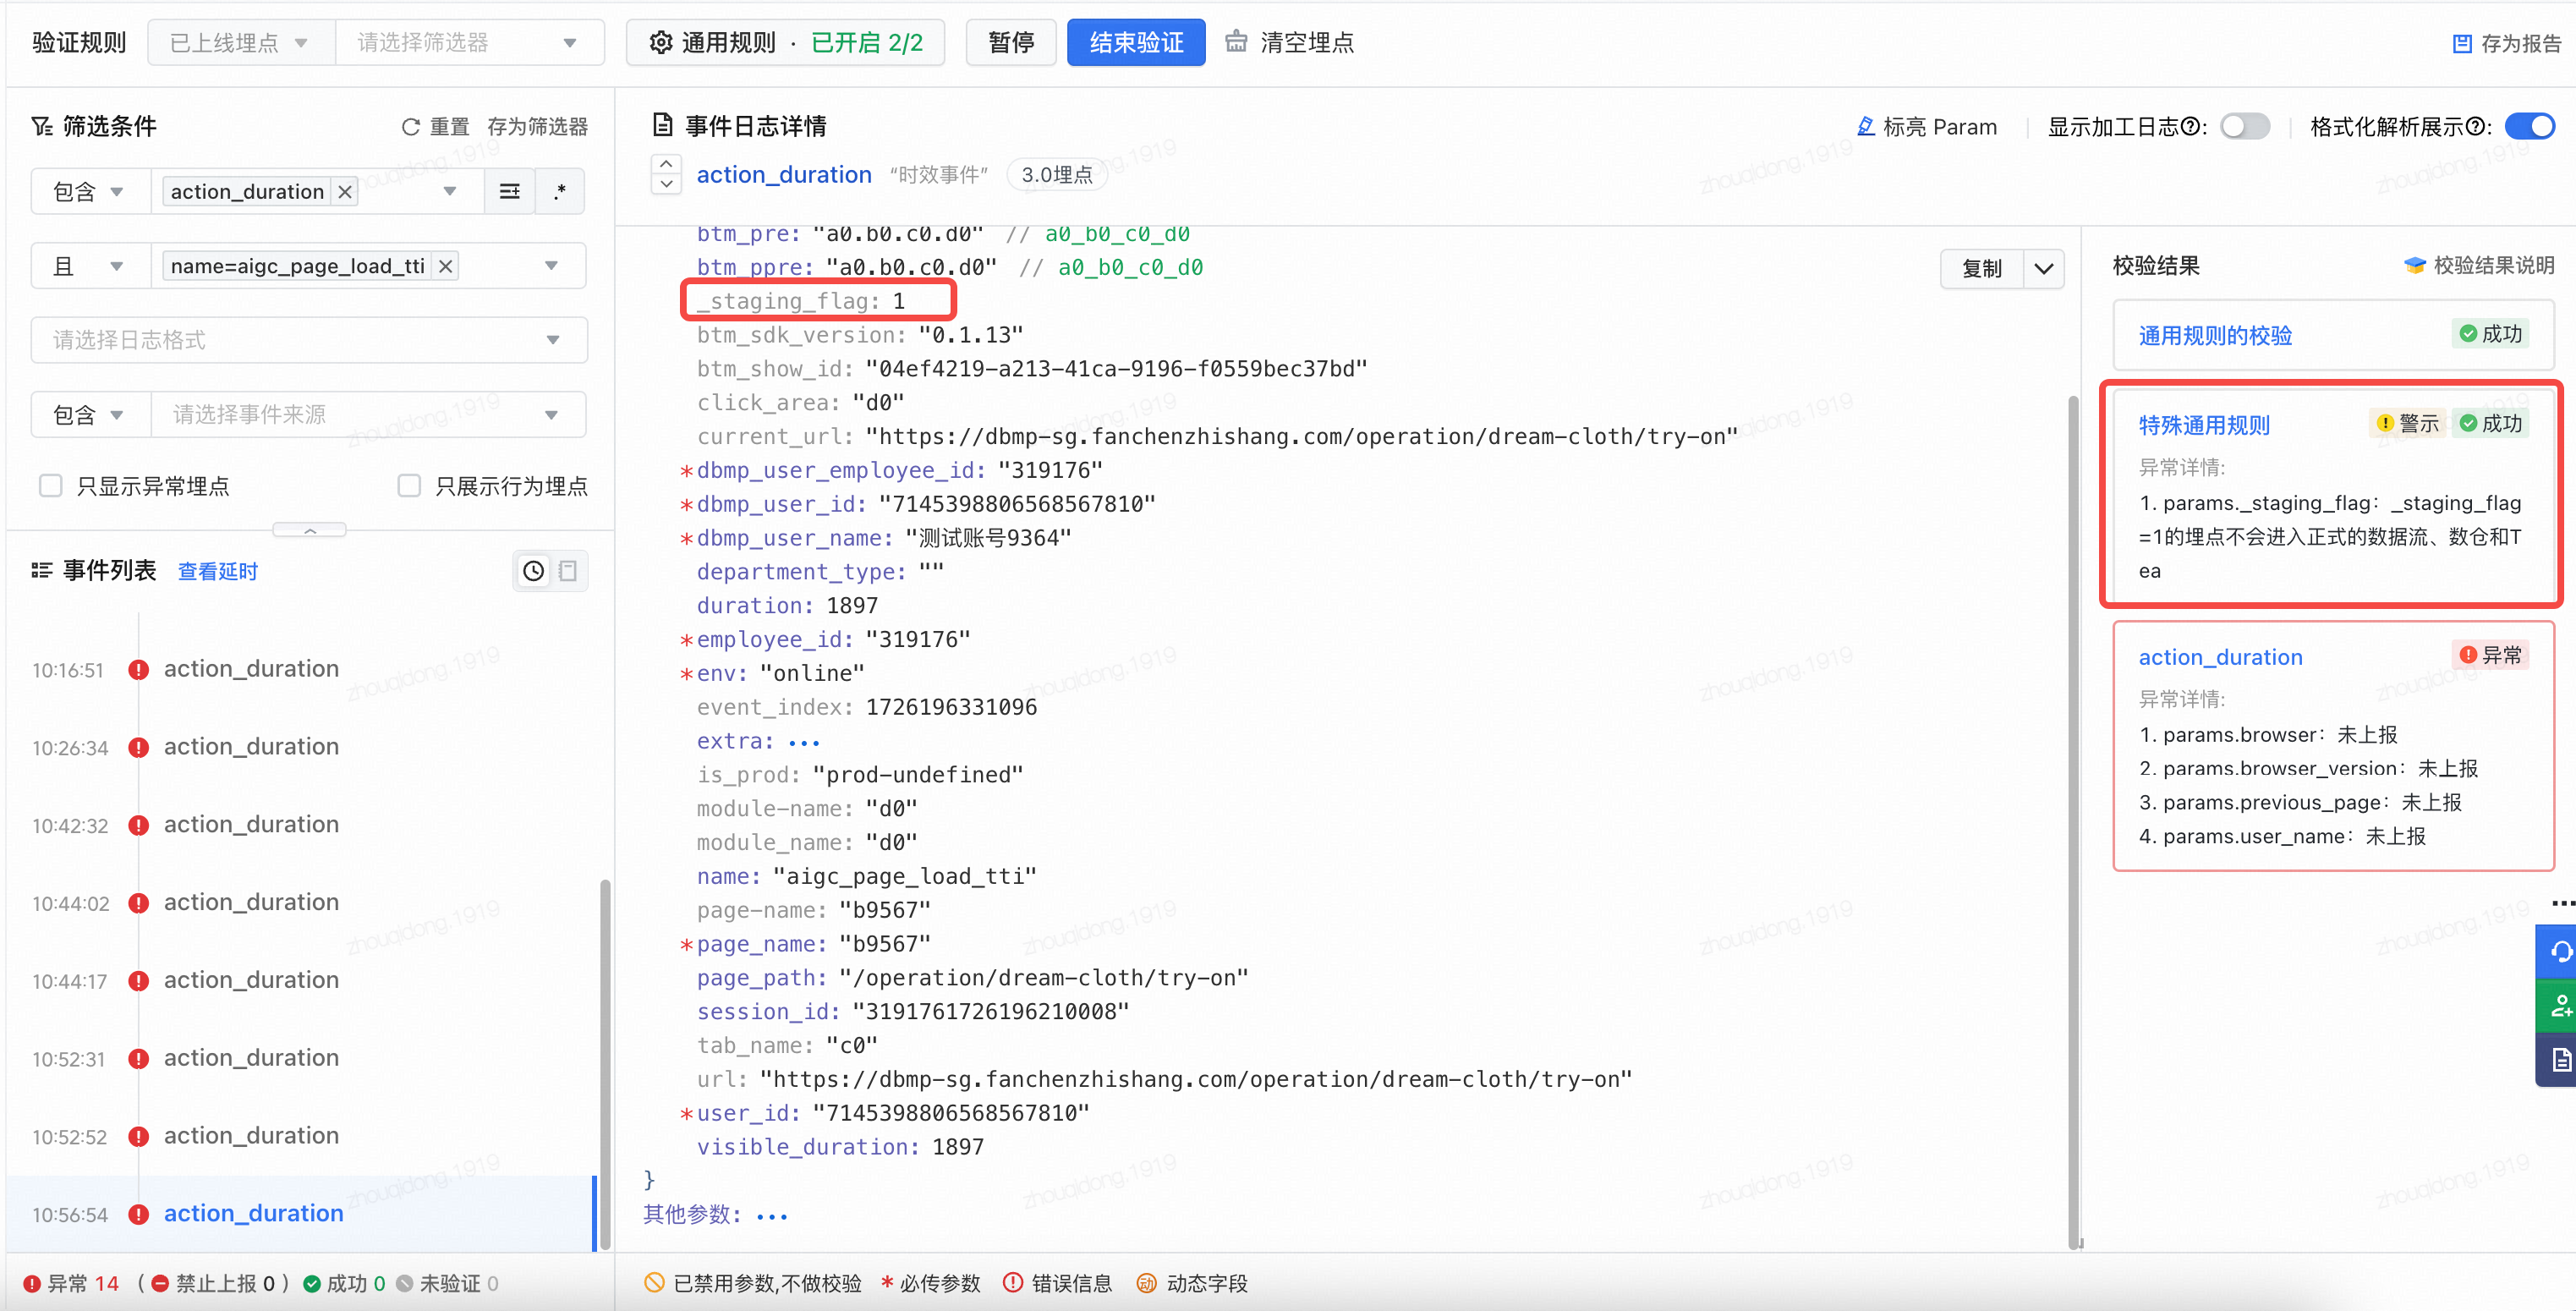 验证规则 已上线埋点 请选择筛选器 通用规则 · 已开启 2/2 暂停 结束验证 清空埋点 存为报告
筛选条件 重置 存为筛选器
包含 action_duration .*
且 name=aigc_page_load_tti
请选择日志格式
包含 请选择事件来源
只显示异常埋点 只展示行为埋点
事件列表 查看延时
10:16:51 action_duration
10:26:34 action_duration
10:42:32 action_duration
10:44:02 action_duration
10:44:17 action_duration
10:52:31 action_duration
10:52:52 action_duration
10:56:54 action_duration
异常 14 ( 禁止上报 0 ) 成功 0 未验证 0
事件日志详情 标亮 Param 显示加工日志?: 格式化解析展示?:
action_duration “时效事件” 3.0埋点
复制
btm_pre: "a0.b0.c0.d0" // a0_b0_c0_d0
btm_ppre: "a0.b0.c0.d0" // a0_b0_c0_d0
_staging_flag: 1
btm_sdk_version: "0.1.13"
btm_show_id: "04ef4219-a213-41ca-9196-f0559bec37bd"
click_area: "d0"
current_url: "https://dbmp-sg.fanchenzhishang.com/operation/dream-cloth/try-on"
*dbmp_user_employee_id: "319176"
*dbmp_user_id: "7145398806568567810"
*dbmp_user_name: "测试账号9364"
department_type: ""
duration: 1897
*employee_id: "319176"
*env: "online"
event_index: 1726196331096
extra: •••
is_prod: "prod-undefined"
module-name: "d0"
module_name: "d0"
name: "aigc_page_load_tti"
page-name: "b9567"
*page_name: "b9567"
page_path: "/operation/dream-cloth/try-on"
session_id: "3191761726196210008"
tab_name: "c0"
url: "https://dbmp-sg.fanchenzhishang.com/operation/dream-cloth/try-on"
*user_id: "7145398806568567810"
visible_duration: 1897
}
其他参数: •••
已禁用参数,不做校验 * 必传参数 错误信息 动 动态字段
校验结果 校验结果说明
通用规则的校验 成功
特殊通用规则 警示 成功
异常详情:
1. params._staging_flag: _staging_flag
=1的埋点不会进入正式的数据流、数仓和T
ea
action_duration 异常
异常详情:
1. params.browser: 未上报
2. params.browser_version: 未上报
3. params.previous_page: 未上报
4. params.user_name: 未上报
zhouqidong.1919